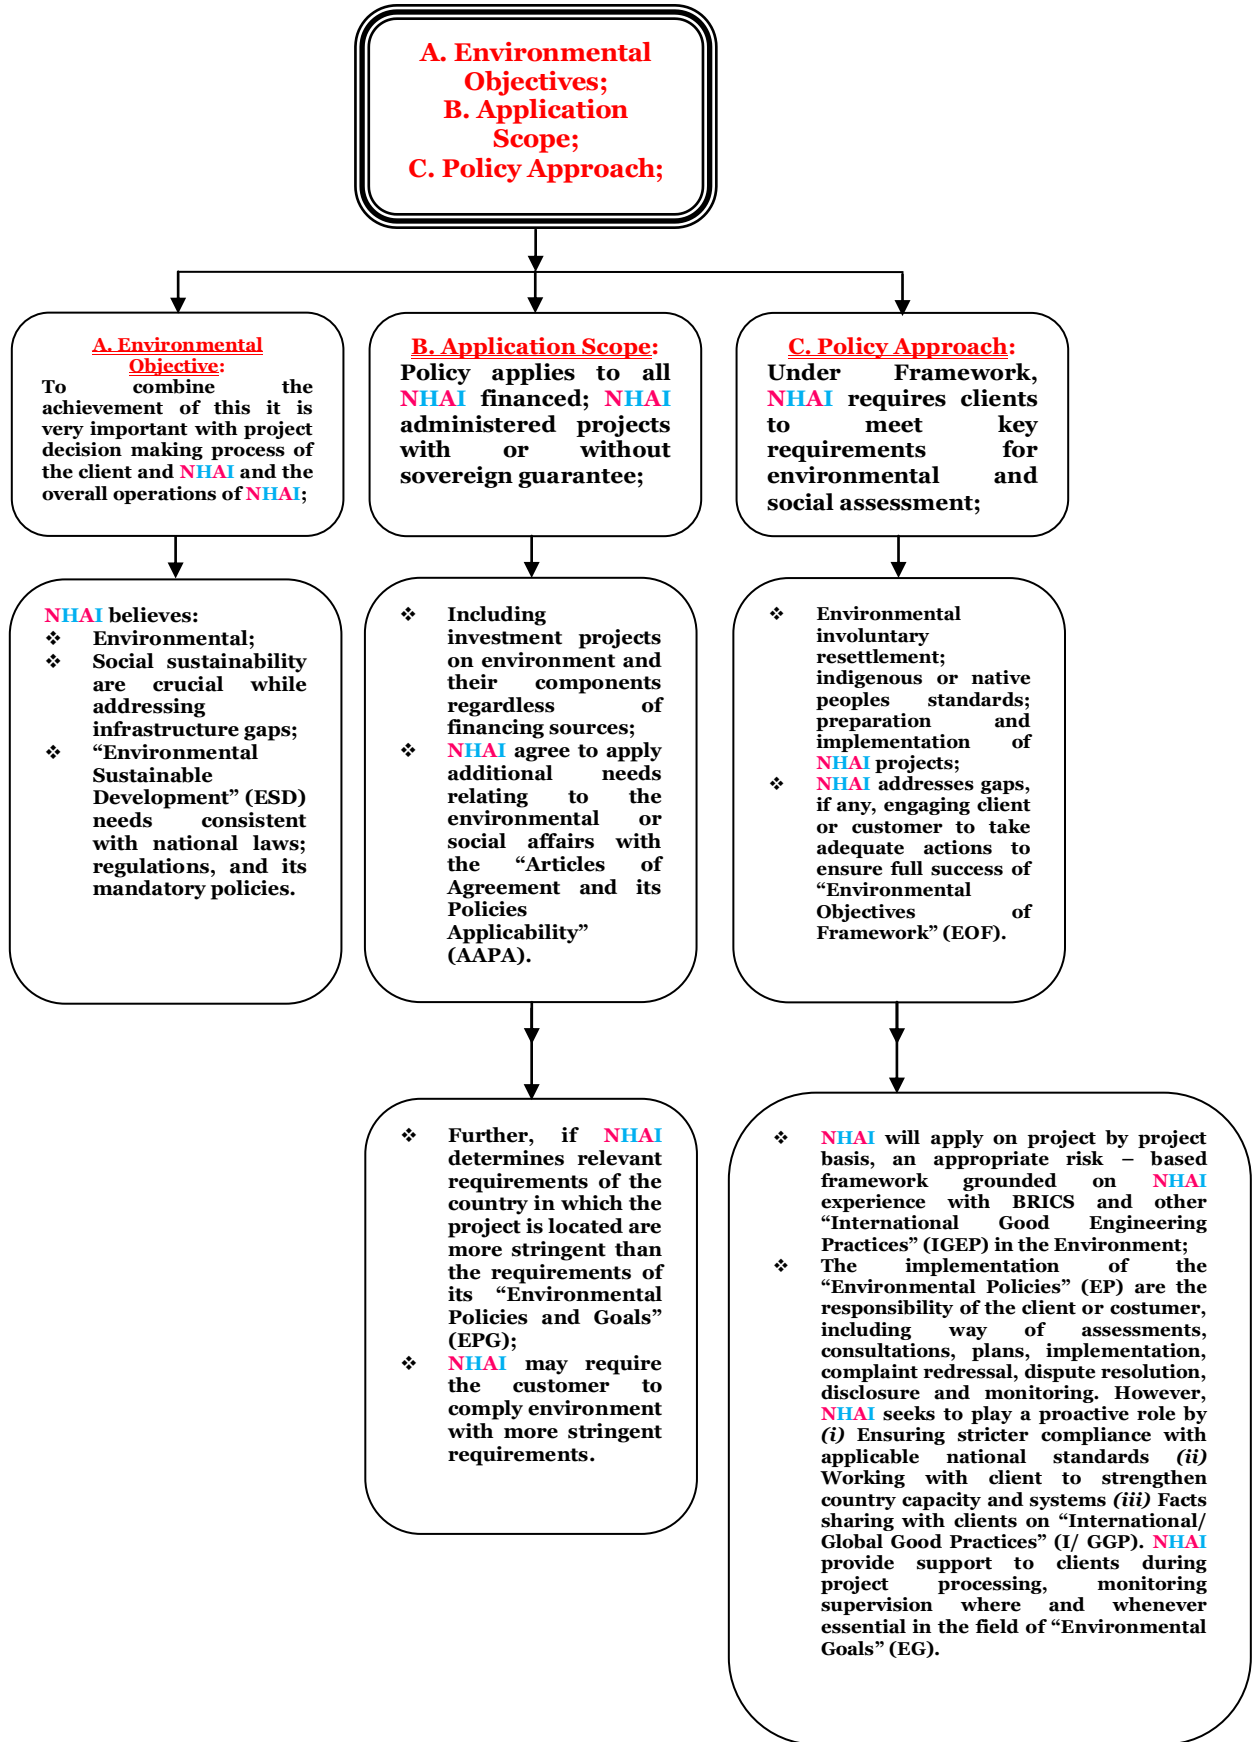 A. Environmental
Objectives;
B. Application
Scope;
C. Policy Approach;
A. Environmental
Objective:
To combine the
achievement of this it is
very important with project
decision making process of
the client and NHAI and the
overall operations of NHAI;
B. Application Scope:
Policy applies to all
NHAI financed; NHAI
administered projects
with or without
sovereign guarantee;
C. Policy Approach:
Under Framework,
NHAI requires clients
to meet key
requirements for
environmental and
social assessment;
NHAI believes:
❖ Environmental;
❖ Social sustainability
are crucial while
addressing
infrastructure gaps;
❖ “Environmental
Sustainable
Development” (ESD)
needs consistent
with national laws;
regulations, and its
mandatory policies.
❖ Including
investment projects
on environment and
their components
regardless of
financing sources;
❖ NHAI agree to apply
additional needs
relating to the
environmental or
social affairs with
the “Articles of
Agreement and its
Policies
Applicability”
(AAPA).
❖ Environmental
involuntary
resettlement;
indigenous or native
peoples standards;
preparation and
implementation of
NHAI projects;
❖ NHAI addresses gaps,
if any, engaging client
or customer to take
adequate actions to
ensure full success of
“Environmental
Objectives of
Framework” (EOF).
❖ Further, if NHAI
determines relevant
requirements of the
country in which the
project is located are
more stringent than
the requirements of
its “Environmental
Policies and Goals”
(EPG);
❖ NHAI may require
the customer to
comply environment
with more stringent
requirements.
❖ NHAI will apply on project by project
basis, an appropriate risk – based
framework grounded on NHAI
experience with BRICS and other
“International Good Engineering
Practices” (IGEP) in the Environment;
❖ The implementation of the
“Environmental Policies” (EP) are the
responsibility of the client or costumer,
including way of assessments,
consultations, plans, implementation,
complaint redressal, dispute resolution,
disclosure and monitoring. However,
NHAI seeks to play a proactive role by
(i) Ensuring stricter compliance with
applicable national standards (ii)
Working with client to strengthen
country capacity and systems (iii) Facts
sharing with clients on “International/
Global Good Practices” (I/ GGP). NHAI
provide support to clients during
project processing, monitoring
supervision where and whenever
essential in the field of “Environmental
Goals” (EG).